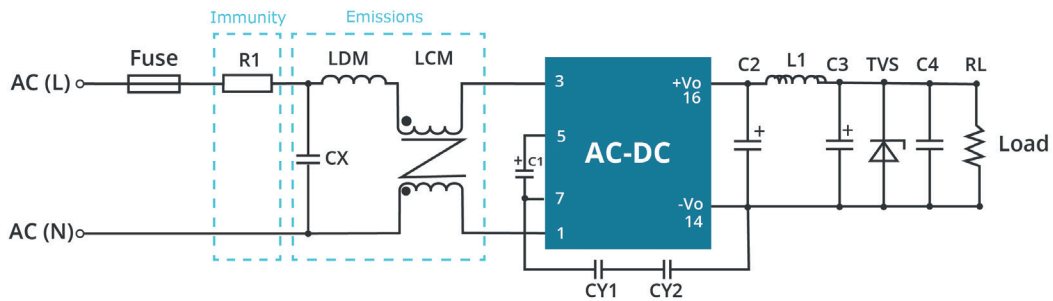 Immunity
Emissions
Fuse
R1
LDM
LCM
C2
L1
C3
TVS
C4
RL
AC (L)
3
+Vo
16
5
+
C1
AC-DC
+
+
Load
CX
7
-Vo
14
AC (N)
1
CY1
CY2